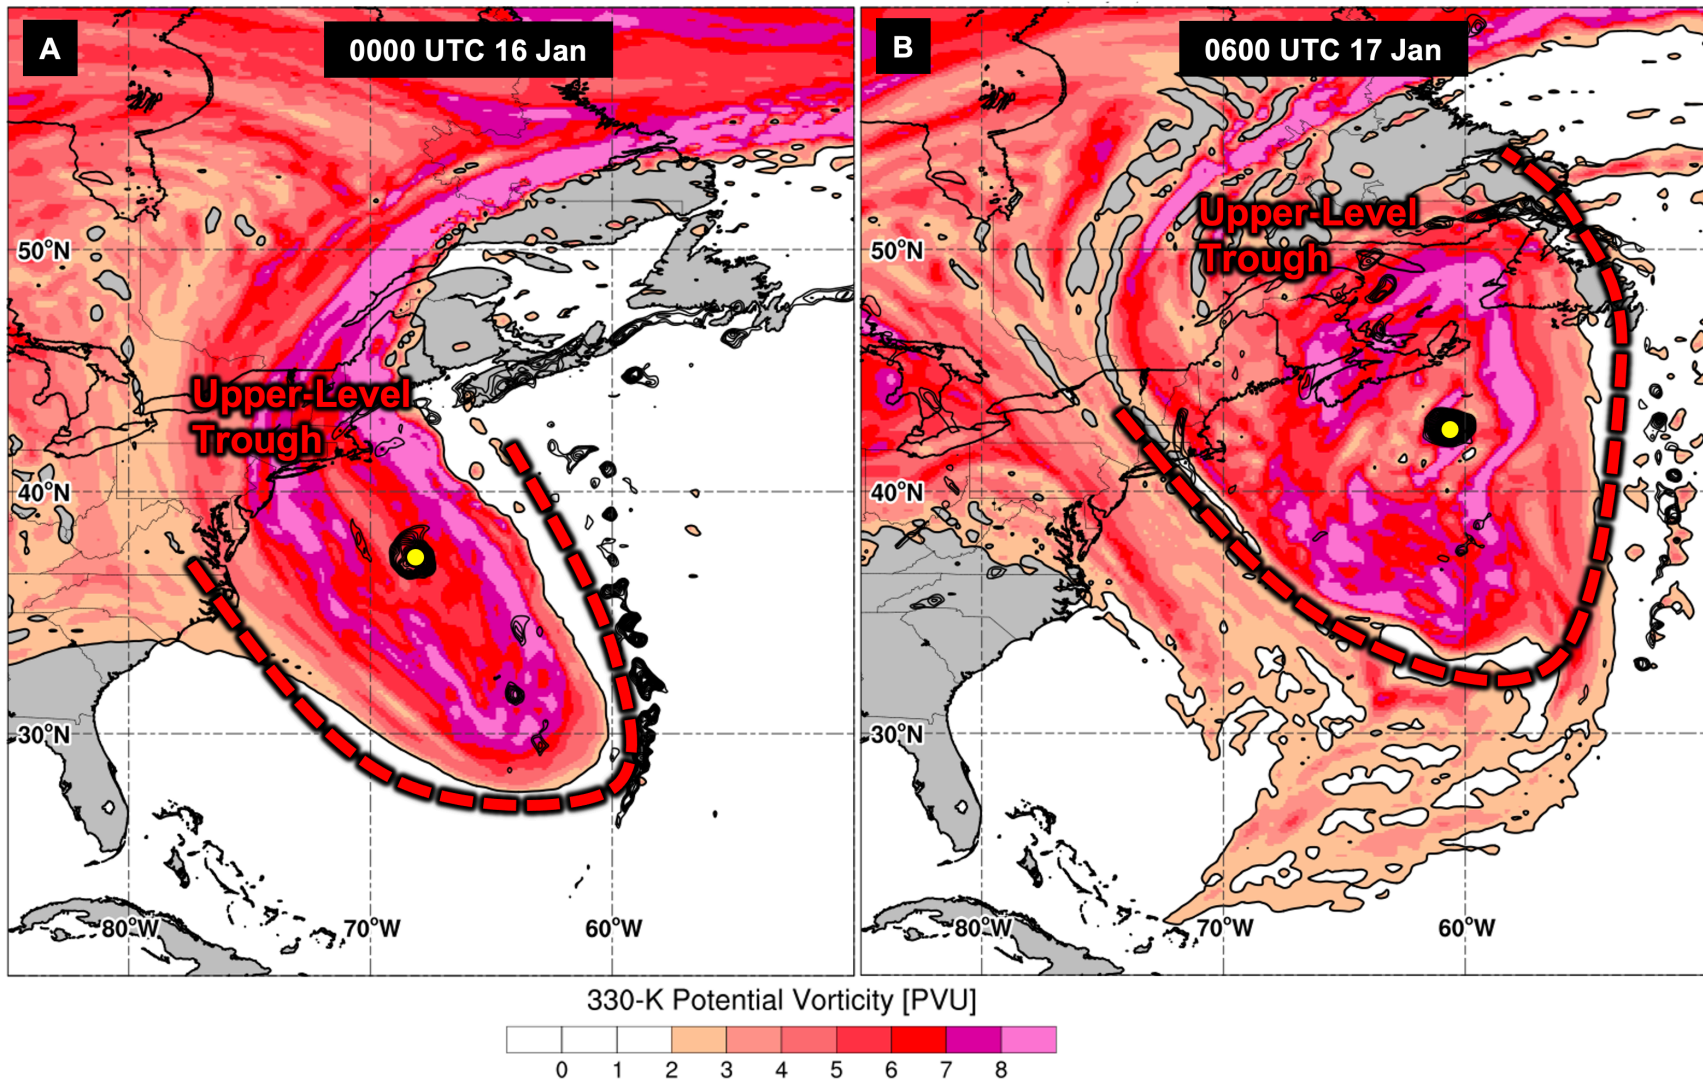 A
0000 UTC 16 Jan
B
0600 UTC 17 Jan
50°N
Upper-Level
Trough
40°N
30°N
80°W
70°W
60°W
Upper-Level
Trough
50°N
40°N
30°N
80°W
70°W
60°W
330-K Potential Vorticity [PVU]
0 1 2 3 4 5 6 7 8